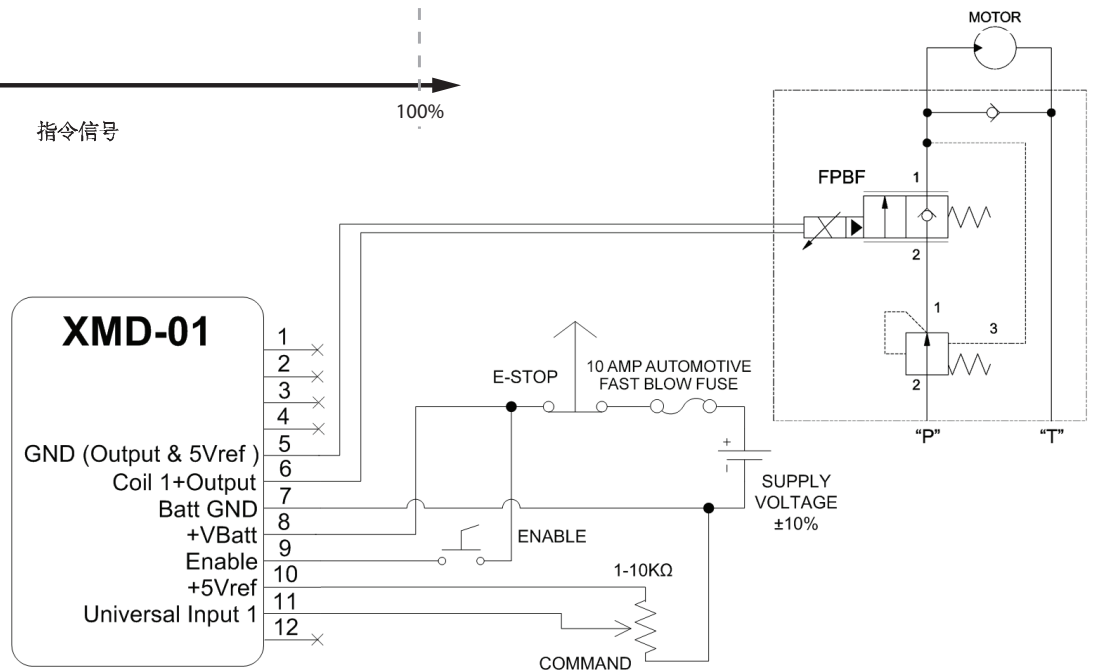 MOTOR
100%
指令信号
FPBF
1
2
1
3
2
"P"
"T"
XMD-01
1
2
3
4
GND (Output & 5Vref )
5
Coil 1+Output
6
Batt GND
7
+VBatt
8
Enable
9
+5Vref
10
Universal Input 1
11
12
E-STOP
10 AMP AUTOMOTIVE
FAST BLOW FUSE
+
-
SUPPLY
VOLTAGE
±10%
ENABLE
1-10KΩ
COMMAND